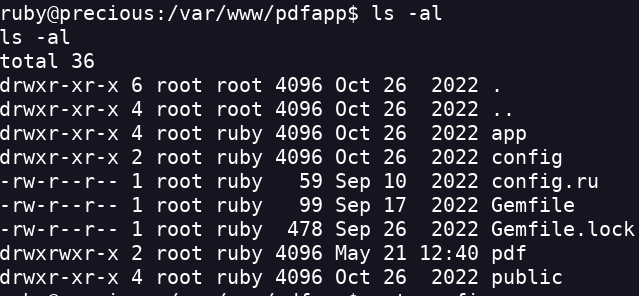 ruby@precious:/var/www/pdfapp$ ls -al
ls -al
total 36
drwxr-xr-x 6 root root 4096 Oct 26  2022 .
drwxr-xr-x 4 root root 4096 Oct 26  2022 ..
drwxr-xr-x 4 root ruby 4096 Oct 26  2022 app
drwxr-xr-x 2 root ruby 4096 Oct 26  2022 config
-rw-r--r-- 1 root ruby   59 Sep 10  2022 config.ru
-rw-r--r-- 1 root ruby   99 Sep 17  2022 Gemfile
-rw-r--r-- 1 root ruby  478 Sep 26  2022 Gemfile.lock
drwxrwxr-x 2 root ruby 4096 May 21 12:40 pdf
drwxr-xr-x 4 root ruby 4096 Oct 26  2022 public